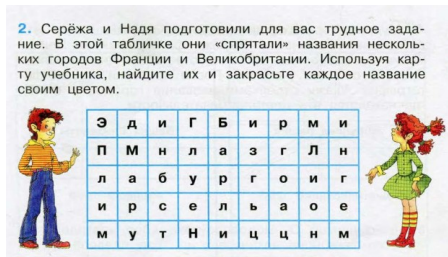 2. Серёжа и Надя подготовили для вас трудное зада-
ние. В этой табличке они «спрятали» названия несколь-
ких городов Франции и Великобритании. Используя кар-
ту учебника, найдите их и закрасьте каждое название
своим цветом.
Э д и Г Б и р м и
П М н л а з г Л н
л а б у р г о и г
и р с е л ь а о е
м у т Н и ц ц н м